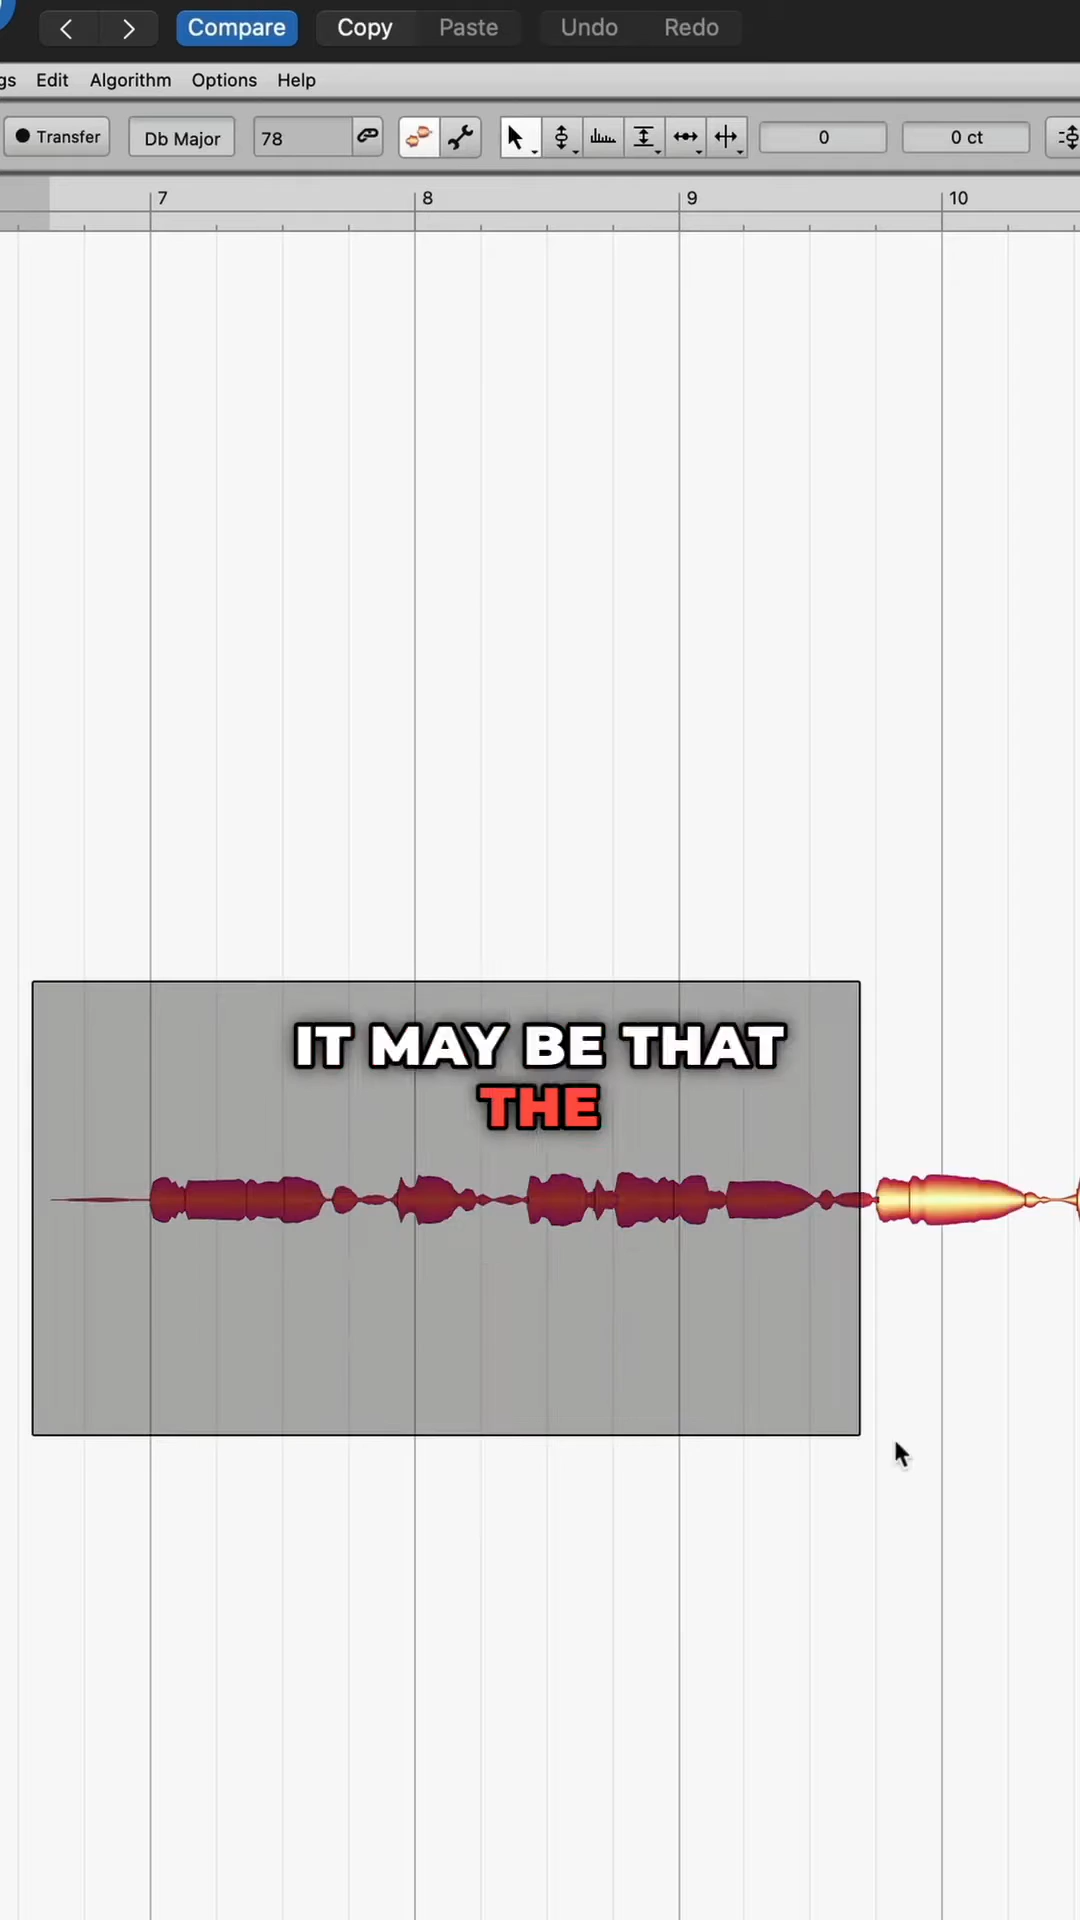 Compare Copy Paste Undo Redo
gs Edit Algorithm Options Help
Transfer Db Major 78 0 0 ct
7 8 9 10
IT MAY BE THAT
THE